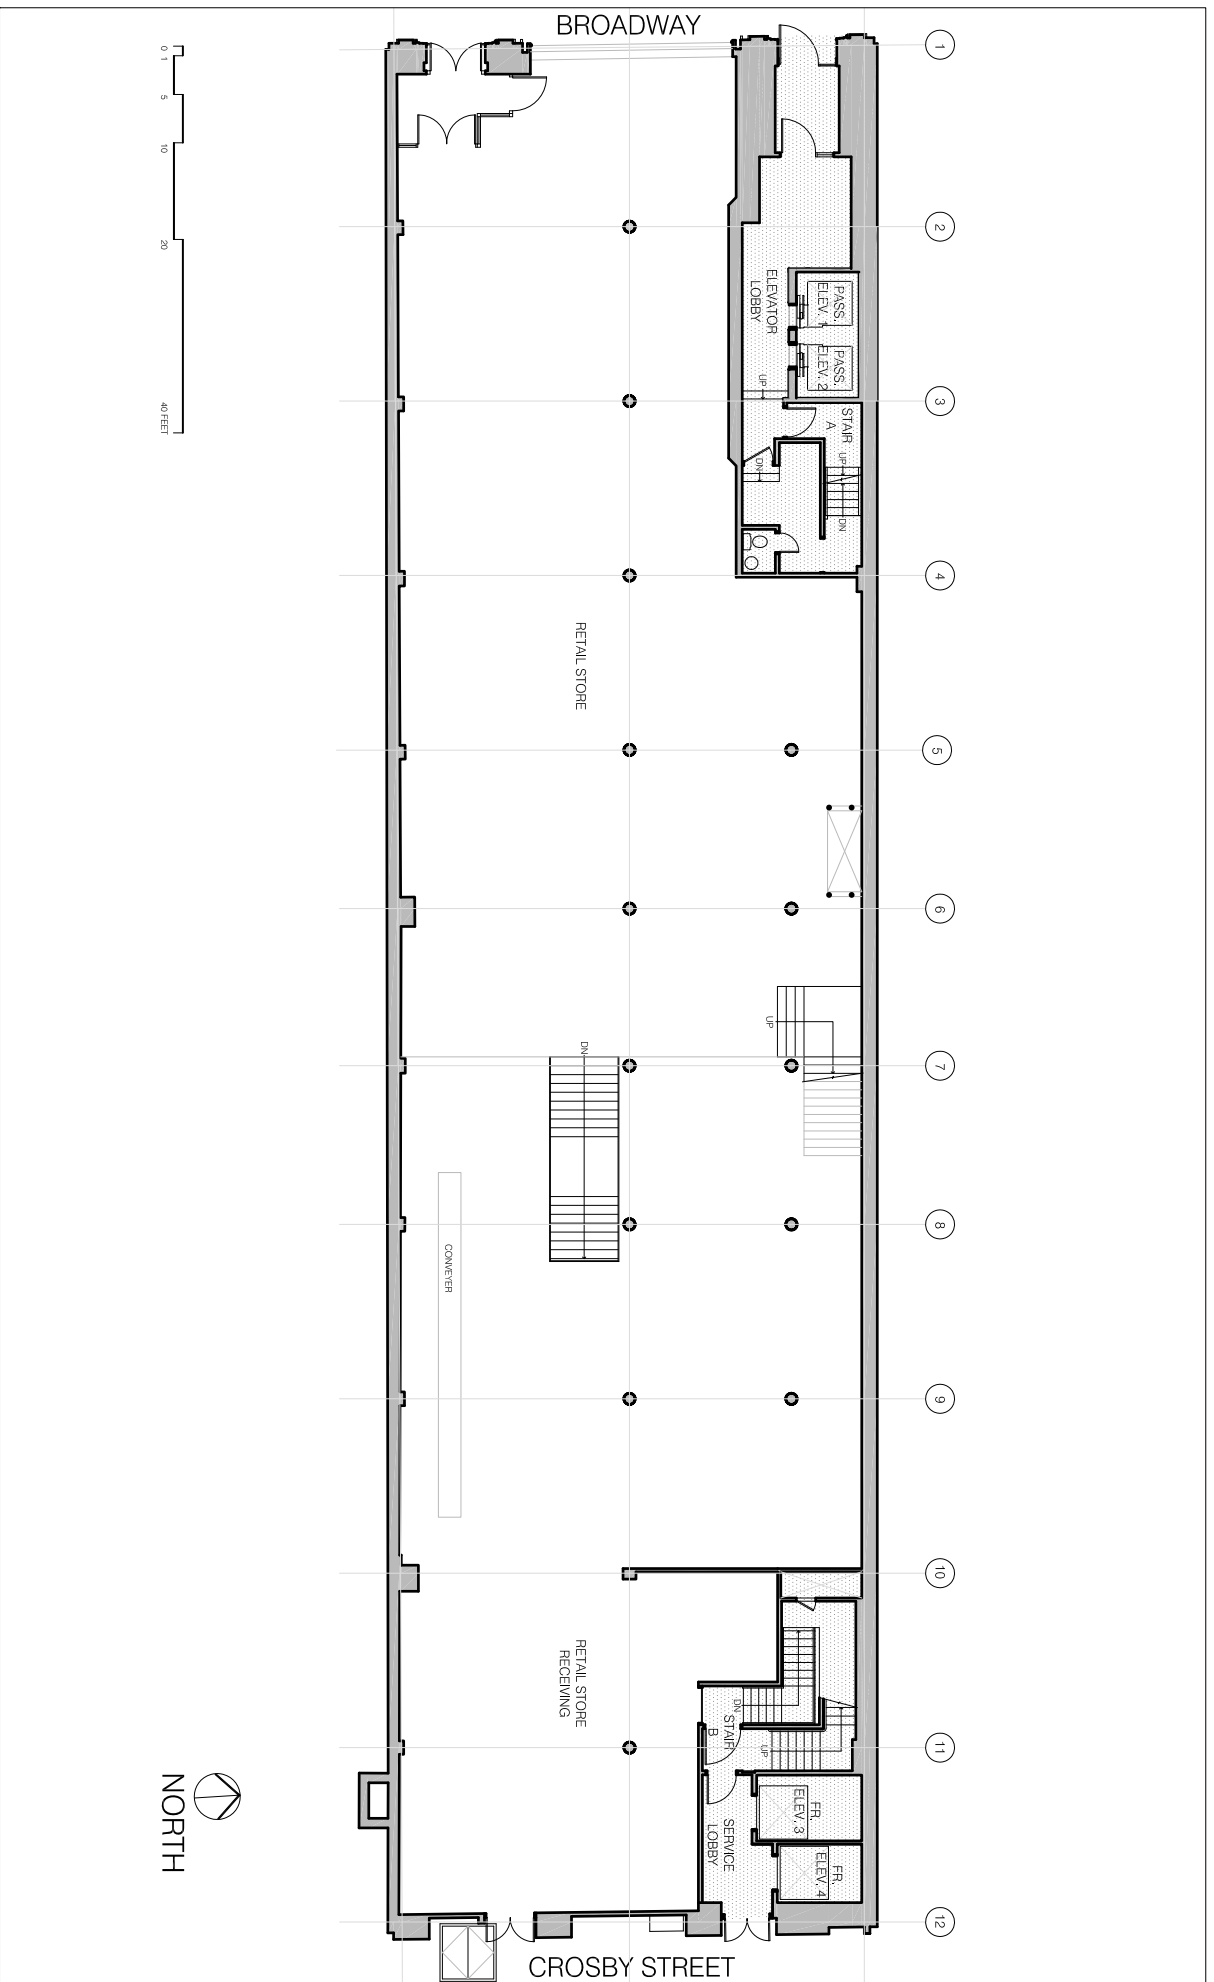 BROADWAY
0
1
5
10
20
40 FEET
1
2
3
4
5
6
7
8
9
10
11
12
ELEVATOR
LOBBY
PASS.
ELEV. 1
PASS.
ELEV. 2
UP
STAIR
A
UP
DN
DN
RETAIL STORE
UP
DN
CONVEYER
RETAIL STORE
RECEIVING
DN
STAIR
B
UP
FR.
ELEV. 3
SERVICE
LOBBY
FR.
ELEV. 4
NORTH
CROSBY STREET